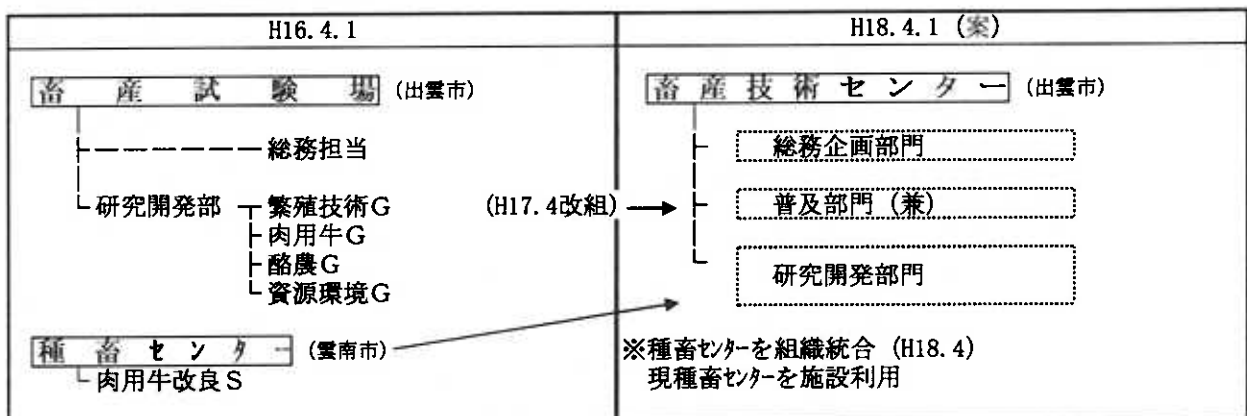 H16.4.1
畜産試験場 (出雲市)
総務担当
研究開発部 繁殖技術G
肉用牛G
酪農G
資源環境G
種畜センター (雲南市)
肉用牛改良S
H18.4.1 (案)
畜産技術センター (出雲市)
総務企画部門
(H17.4改組) → 普及部門 (兼)
研究開発部門
※種畜センターを組織統合 (H18.4)
現種畜センターを施設利用